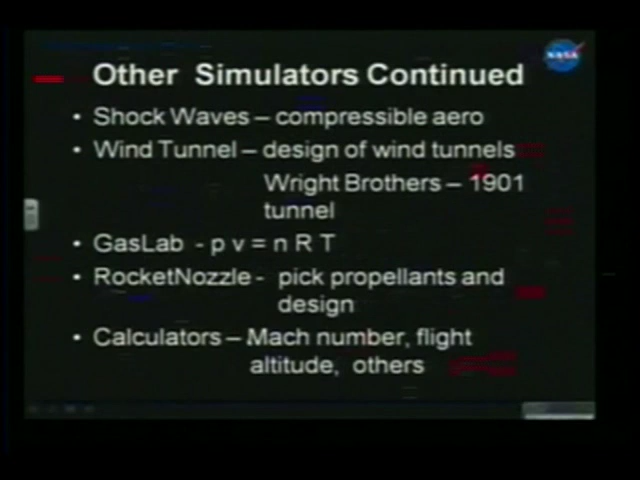 NASA
Other Simulators Continued
• Shock Waves – compressible aero
• Wind Tunnel – design of wind tunnels
Wright Brothers – 1901
tunnel
• GasLab - p v = n R T
• RocketNozzle - pick propellants and
design
• Calculators – Mach number, flight
altitude, others